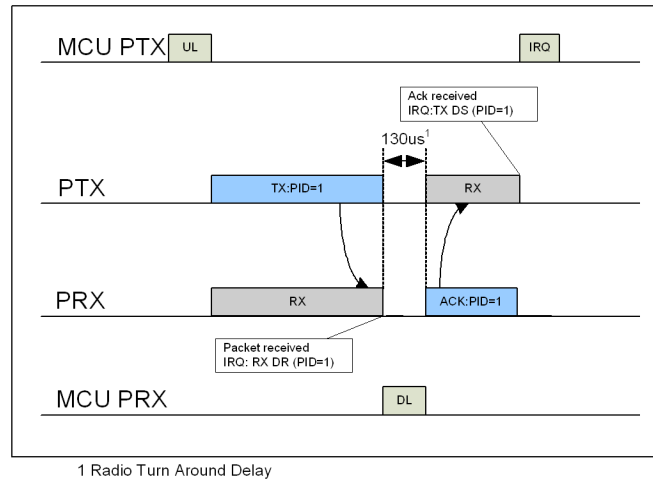 MCU PTX
UL
IRQ
Ack received
IRQ:TX DS (PID=1)
130us1
PTX
TX:PID=1
RX
PRX
RX
ACK:PID=1
Packet received
IRQ: RX DR (PID=1)
MCU PRX
DL
1 Radio Turn Around Delay